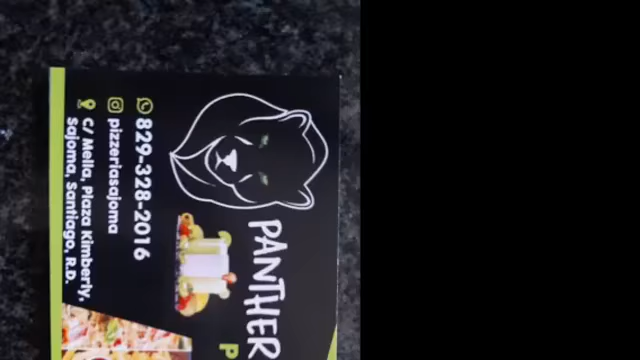 PANTHER
P
829-328-2016
pizzeriasajoma
C/ Mella, Plaza Kimberly,
Sajoma, Santiago, R.D.